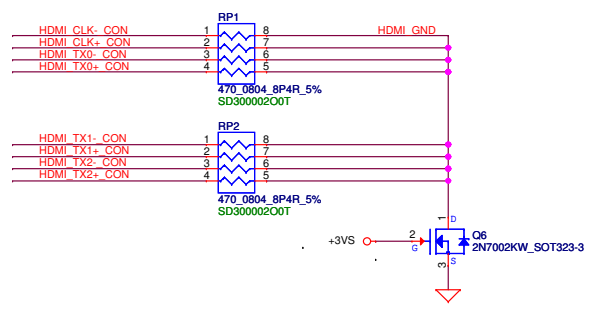 RP1
HDMI_CLK-_CON 1 8 HDMI_GND
HDMI_CLK+_CON 2 7
HDMI_TX0-_CON 3 6
HDMI_TX0+_CON 4 5
470_0804_8P4R_5%
SD300002O0T
RP2
HDMI_TX1-_CON 1 8
HDMI_TX1+_CON 2 7
HDMI_TX2-_CON 3 6
HDMI_TX2+_CON 4 5
470_0804_8P4R_5%
SD300002O0T
1 D
+3VS 2 G
Q6
2N7002KW_SOT323-3
3 S